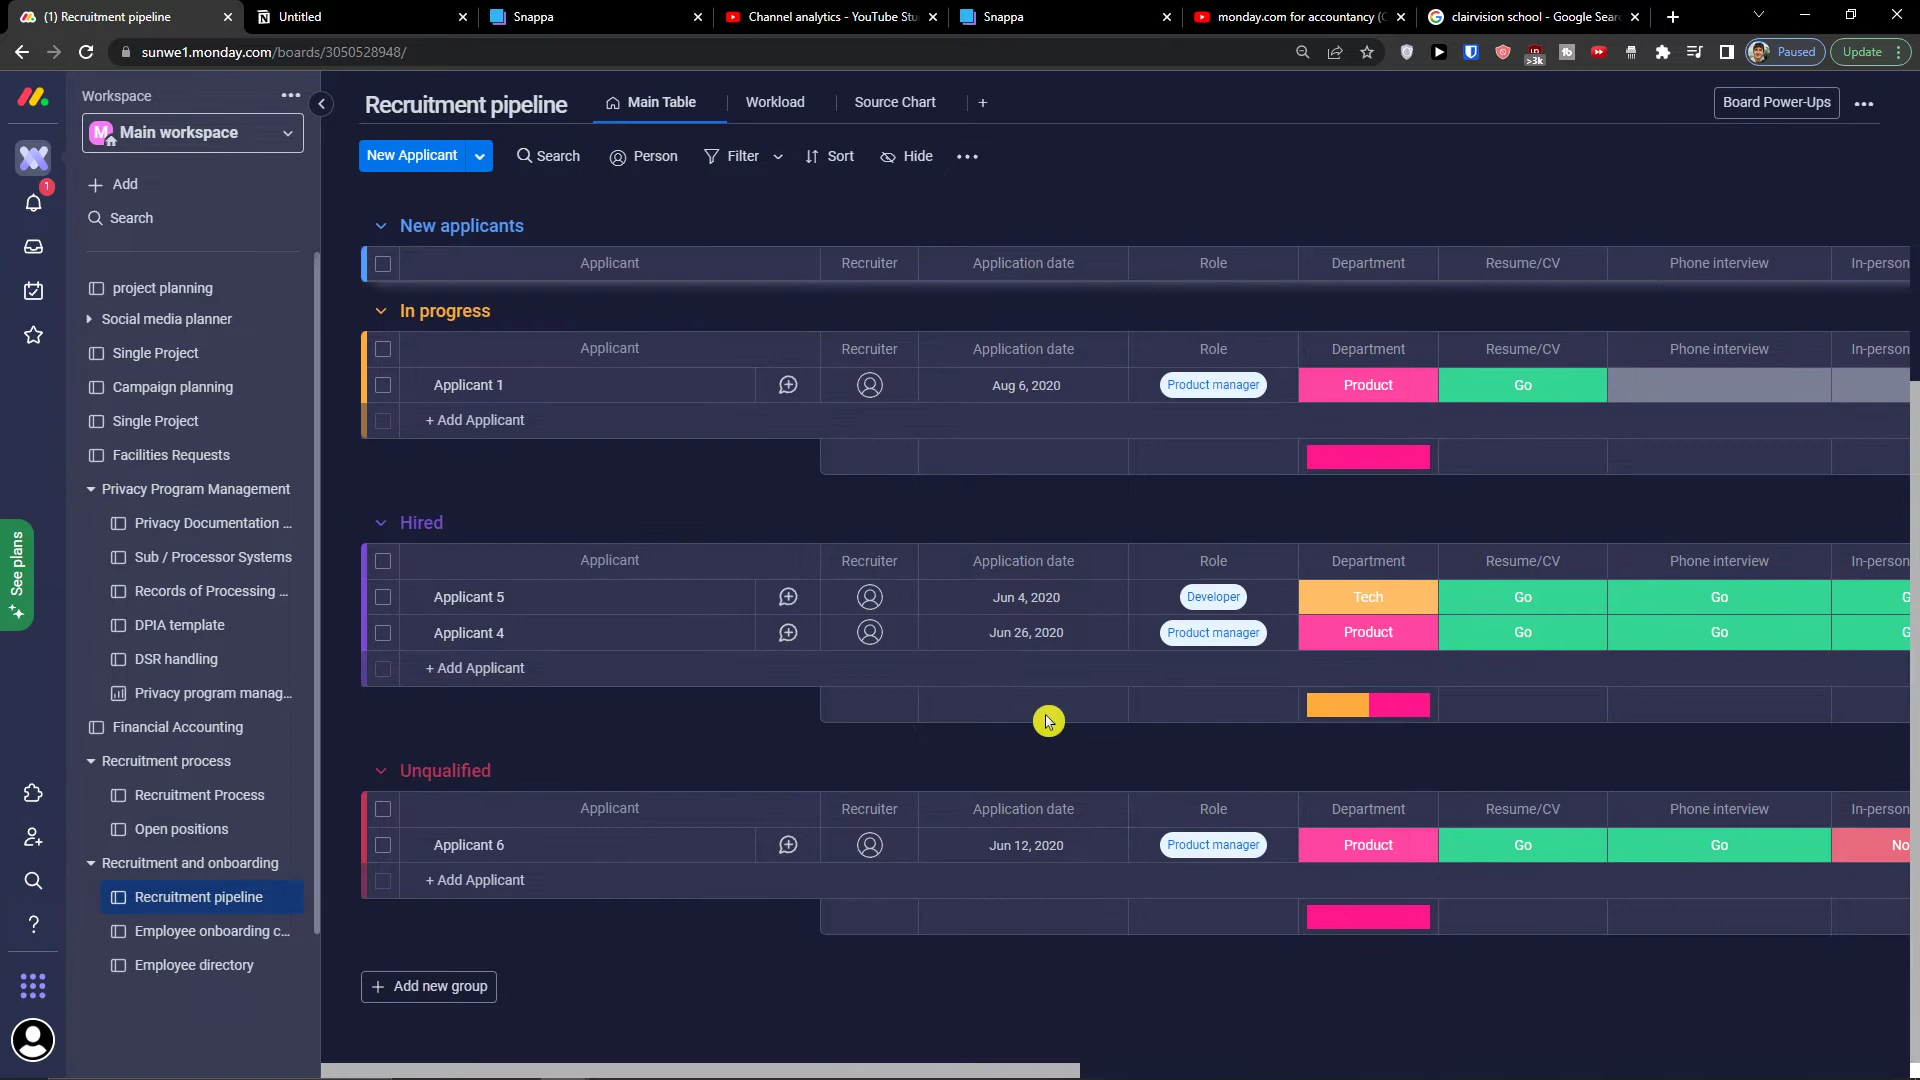 (1) Recruitment pipeline
Untitled
Snappa
Channel analytics - YouTube Stu
Snappa
monday.com for accountancy (C
clairvision school - Google Sear
sunwe1.monday.com/boards/3050528948/
>3k
Paused
Update
Workspace
M
Main workspace
Add
Search
1
project planning
Social media planner
Single Project
Campaign planning
Single Project
Facilities Requests
Privacy Program Management
Privacy Documentation ...
Sub / Processor Systems
Records of Processing ...
DPIA template
DSR handling
Privacy program manag...
Financial Accounting
Recruitment process
Recruitment Process
Open positions
Recruitment and onboarding
Recruitment pipeline
Employee onboarding c...
Employee directory
See plans
?
Recruitment pipeline
Main Table
Workload
Source Chart
+
Board Power-Ups
New Applicant
Search
Person
Filter
Sort
Hide
New applicants
Applicant Recruiter Application date Role Department Resume/CV Phone interview In-person
In progress
Applicant Recruiter Application date Role Department Resume/CV Phone interview In-person
Applicant 1 Aug 6, 2020 Product manager Product Go
+ Add Applicant
Hired
Applicant Recruiter Application date Role Department Resume/CV Phone interview In-person
Applicant 5 Jun 4, 2020 Developer Tech Go Go G
Applicant 4 Jun 26, 2020 Product manager Product Go Go G
+ Add Applicant
Unqualified
Applicant Recruiter Application date Role Department Resume/CV Phone interview In-person
Applicant 6 Jun 12, 2020 Product manager Product Go Go No
+ Add Applicant
+ Add new group